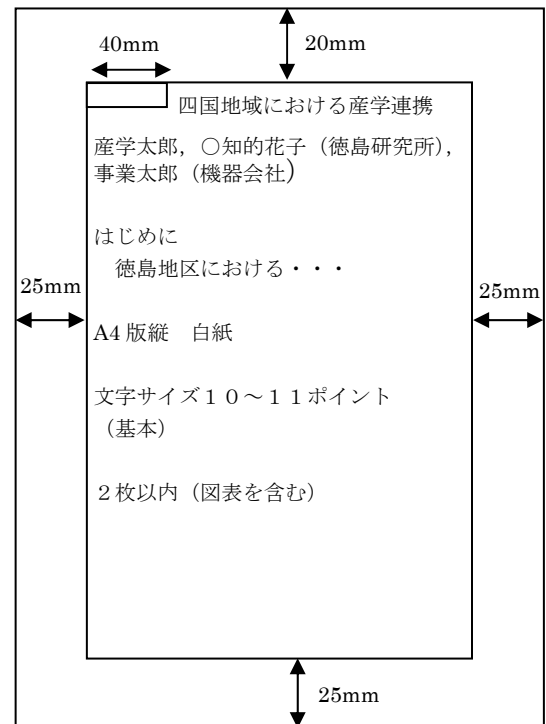 40mm
20mm
四国地域における産学連携
産学太郎，○知的花子（徳島研究所），
事業太郎（機器会社）
はじめに
　徳島地区における・・・
25mm
25mm
A4 版縦　白紙
文字サイズ１０～１１ポイント
（基本）
２枚以内（図表を含む）
25mm